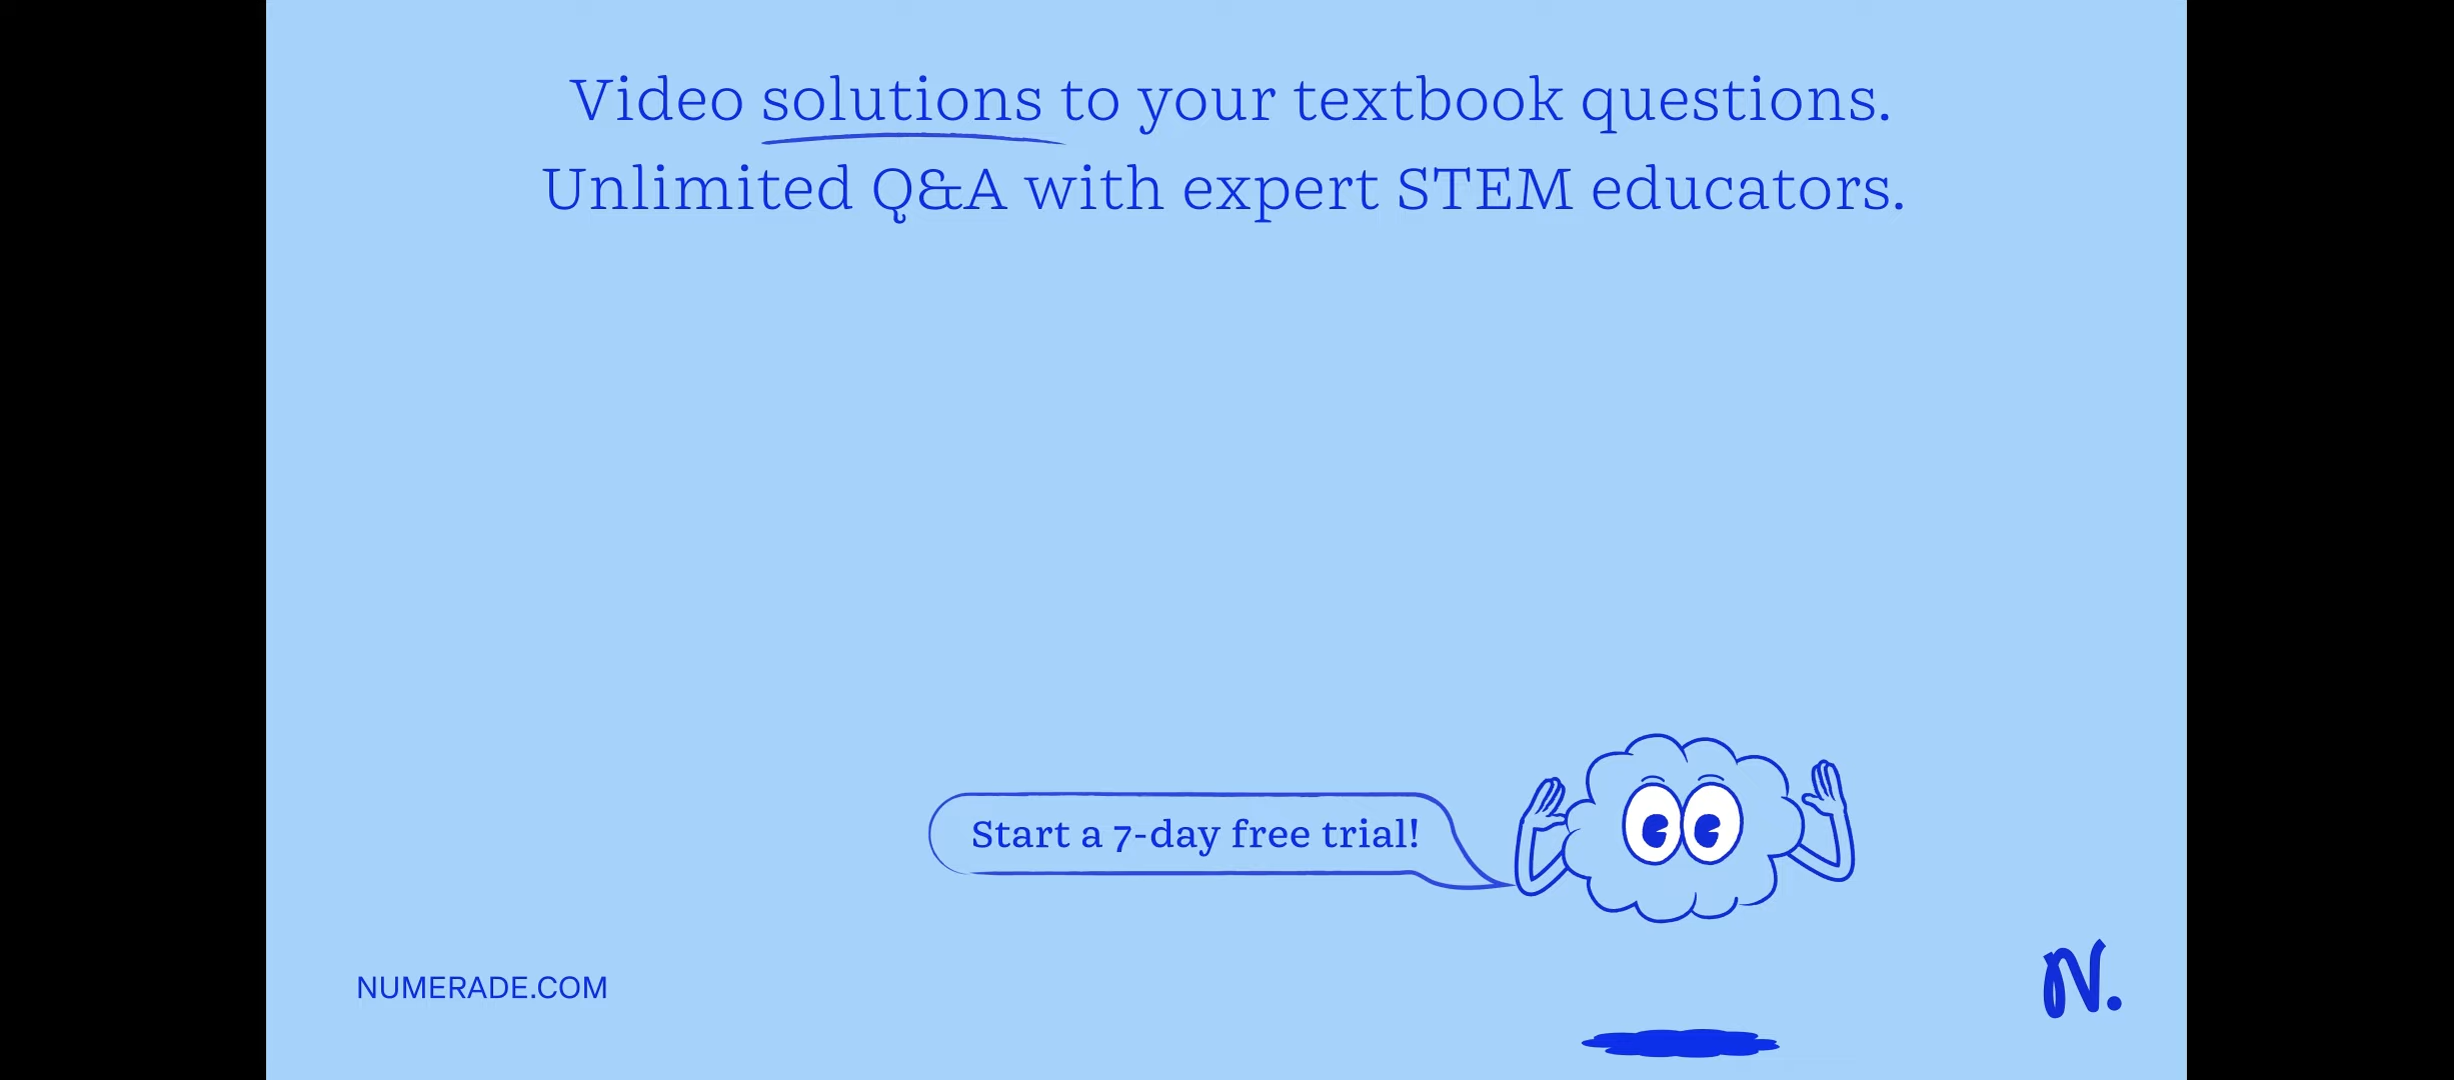 Video solutions to your textbook questions.
Unlimited Q&A with expert STEM educators.
Start a 7-day free trial!
NUMERADE.COM
N.